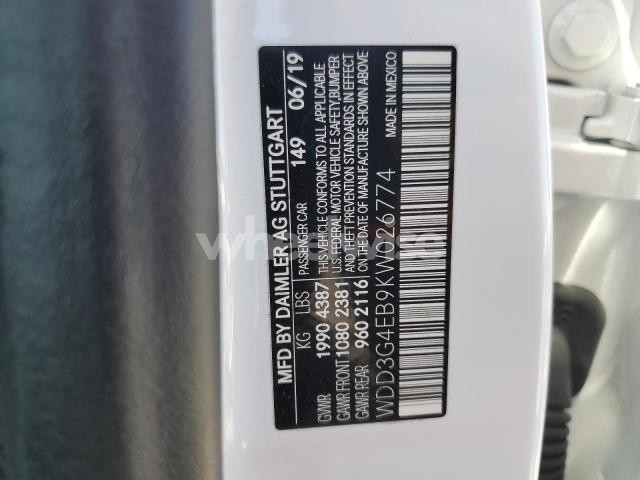 MFD BY DAIMLER AG STUTTGART
PASSENGER CAR 149 06/19
KG LBS
GVWR 1990 4387
GAWR FRONT 1080 2381
GAWR REAR 960 2116
THIS VEHICLE CONFORMS TO ALL APPLICABLE
U.S. FEDERAL MOTOR VEHICLE SAFETY,BUMPER
AND THEFT PREVENTION STANDARDS IN EFFECT
ON THE DATE OF MANUFACTURE SHOWN ABOVE
MADE IN MEXICO
WDD3G4EB9KW026774